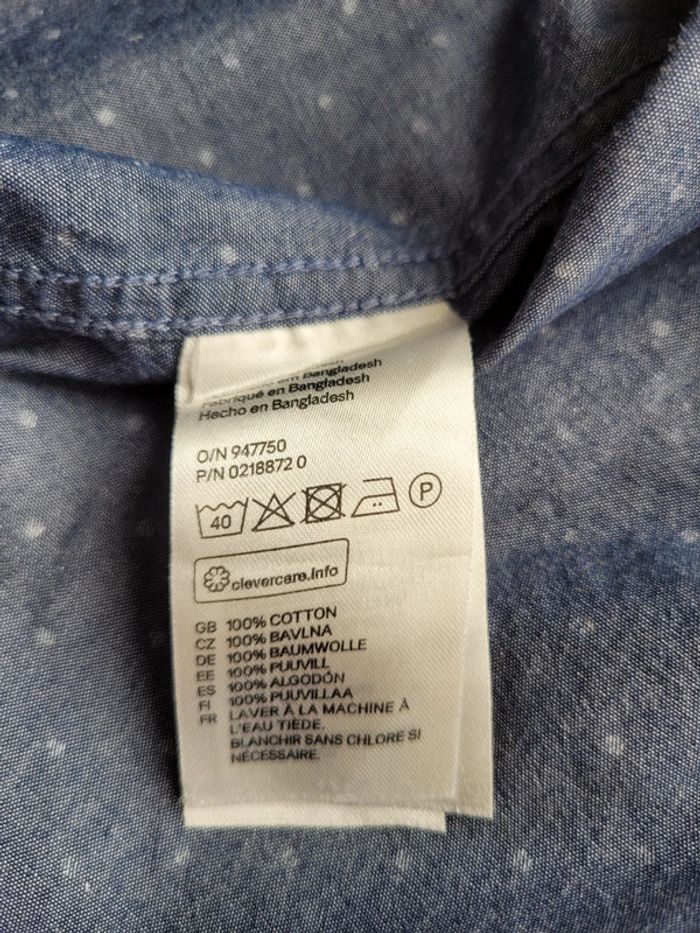 en Bangladesh
Fabriqué en Bangladesh
Hecho en Bangladesh
O/N 947750
P/N 0218872 0
40
P
clevercare.info
GB 100% COTTON
CZ 100% BAVLNA
DE 100% BAUMWOLLE
EE 100% PUUVILL
ES 100% ALGODÓN
FI 100% PUUVILLAA
FR LAVER À LA MACHINE À
L'EAU TIÈDE.
BLANCHIR SANS CHLORE SI
NÉCESSAIRE.